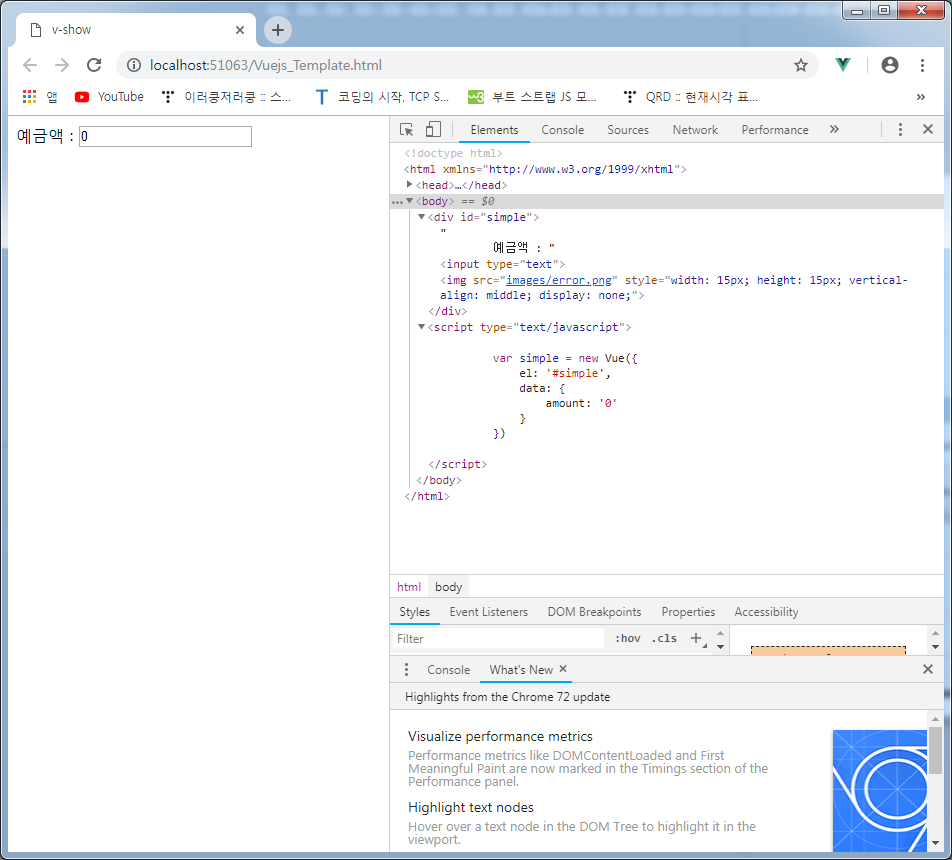 v-show
localhost:51063/Vuejs_Template.html
앱 YouTube 이러쿵저러쿵 :: 스... 코딩의 시작, TCP S... 부트 스트랩 JS 모... QRD :: 현재시각 표... »
예금액 : 0
Elements Console Sources Network Performance »
<!doctype html>
<html xmlns="http://www.w3.org/1999/xhtml">
<head>…</head>
<body> == $0
<div id="simple">
"
예금액 : "
<input type="text">
<img src="images/error.png" style="width: 15px; height: 15px; vertical-
align: middle; display: none;">
</div>
<script type="text/javascript">
var simple = new Vue({
el: '#simple',
data: {
amount: '0'
}
})
</script>
</body>
</html>
html body
Styles Event Listeners DOM Breakpoints Properties Accessibility
Filter :hov .cls +
Console What's New
Highlights from the Chrome 72 update
Visualize performance metrics
Performance metrics like DOMContentLoaded and First
Meaningful Paint are now marked in the Timings section of the
Performance panel.
Highlight text nodes
Hover over a text node in the DOM Tree to highlight it in the
viewport.